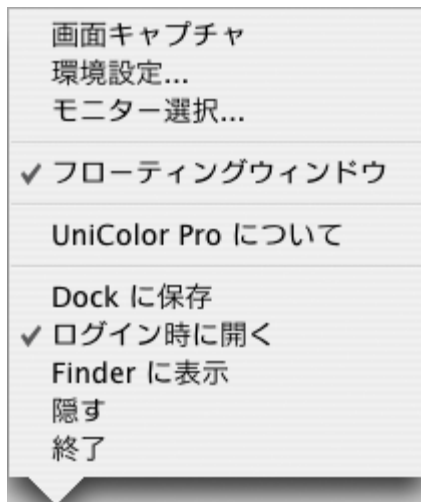 画面キャプチャ
環境設定...
モニター選択...
フローティングウィンドウ
UniColor Pro について
Dock に保存
ログイン時に開く
Finder に表示
隠す
終了